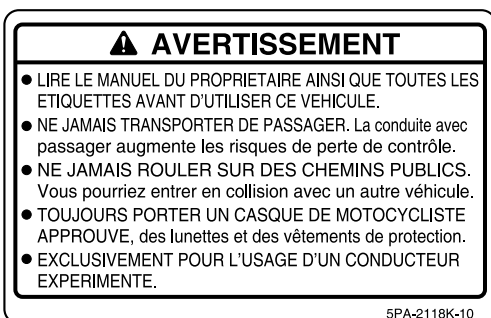 AVERTISSEMENT
● LIRE LE MANUEL DU PROPRIETAIRE AINSI QUE TOUTES LES
ETIQUETTES AVANT D'UTILISER CE VEHICULE.
● NE JAMAIS TRANSPORTER DE PASSAGER. La conduite avec
passager augmente les risques de perte de contrôle.
● NE JAMAIS ROULER SUR DES CHEMINS PUBLICS.
Vous pourriez entrer en collision avec un autre véhicule.
● TOUJOURS PORTER UN CASQUE DE MOTOCYCLISTE
APPROUVE, des lunettes et des vêtements de protection.
● EXCLUSIVEMENT POUR L'USAGE D'UN CONDUCTEUR
EXPERIMENTE.
5PA-2118K-10